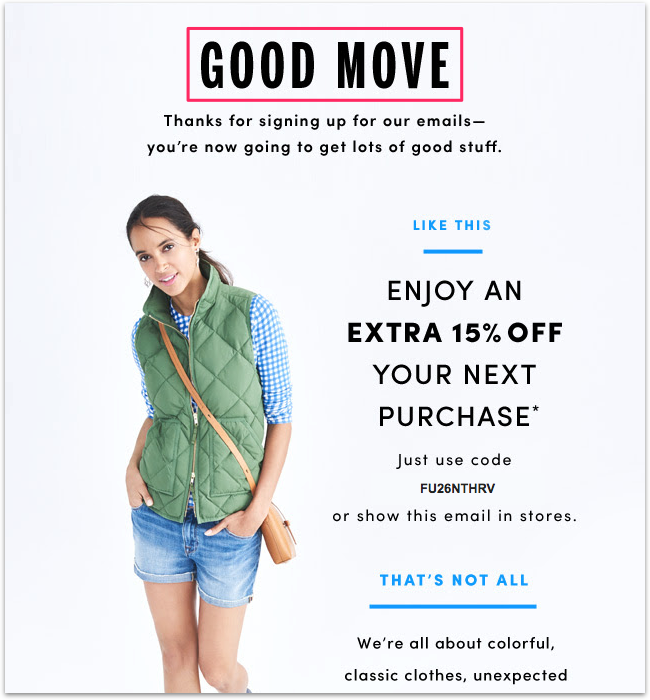 GOOD MOVE
Thanks for signing up for our emails—
you're now going to get lots of good stuff.
LIKE THIS
ENJOY AN
EXTRA 15% OFF
YOUR NEXT
PURCHASE*
Just use code
FU26NTHRV
or show this email in stores.
THAT'S NOT ALL
We're all about colorful,
classic clothes, unexpected